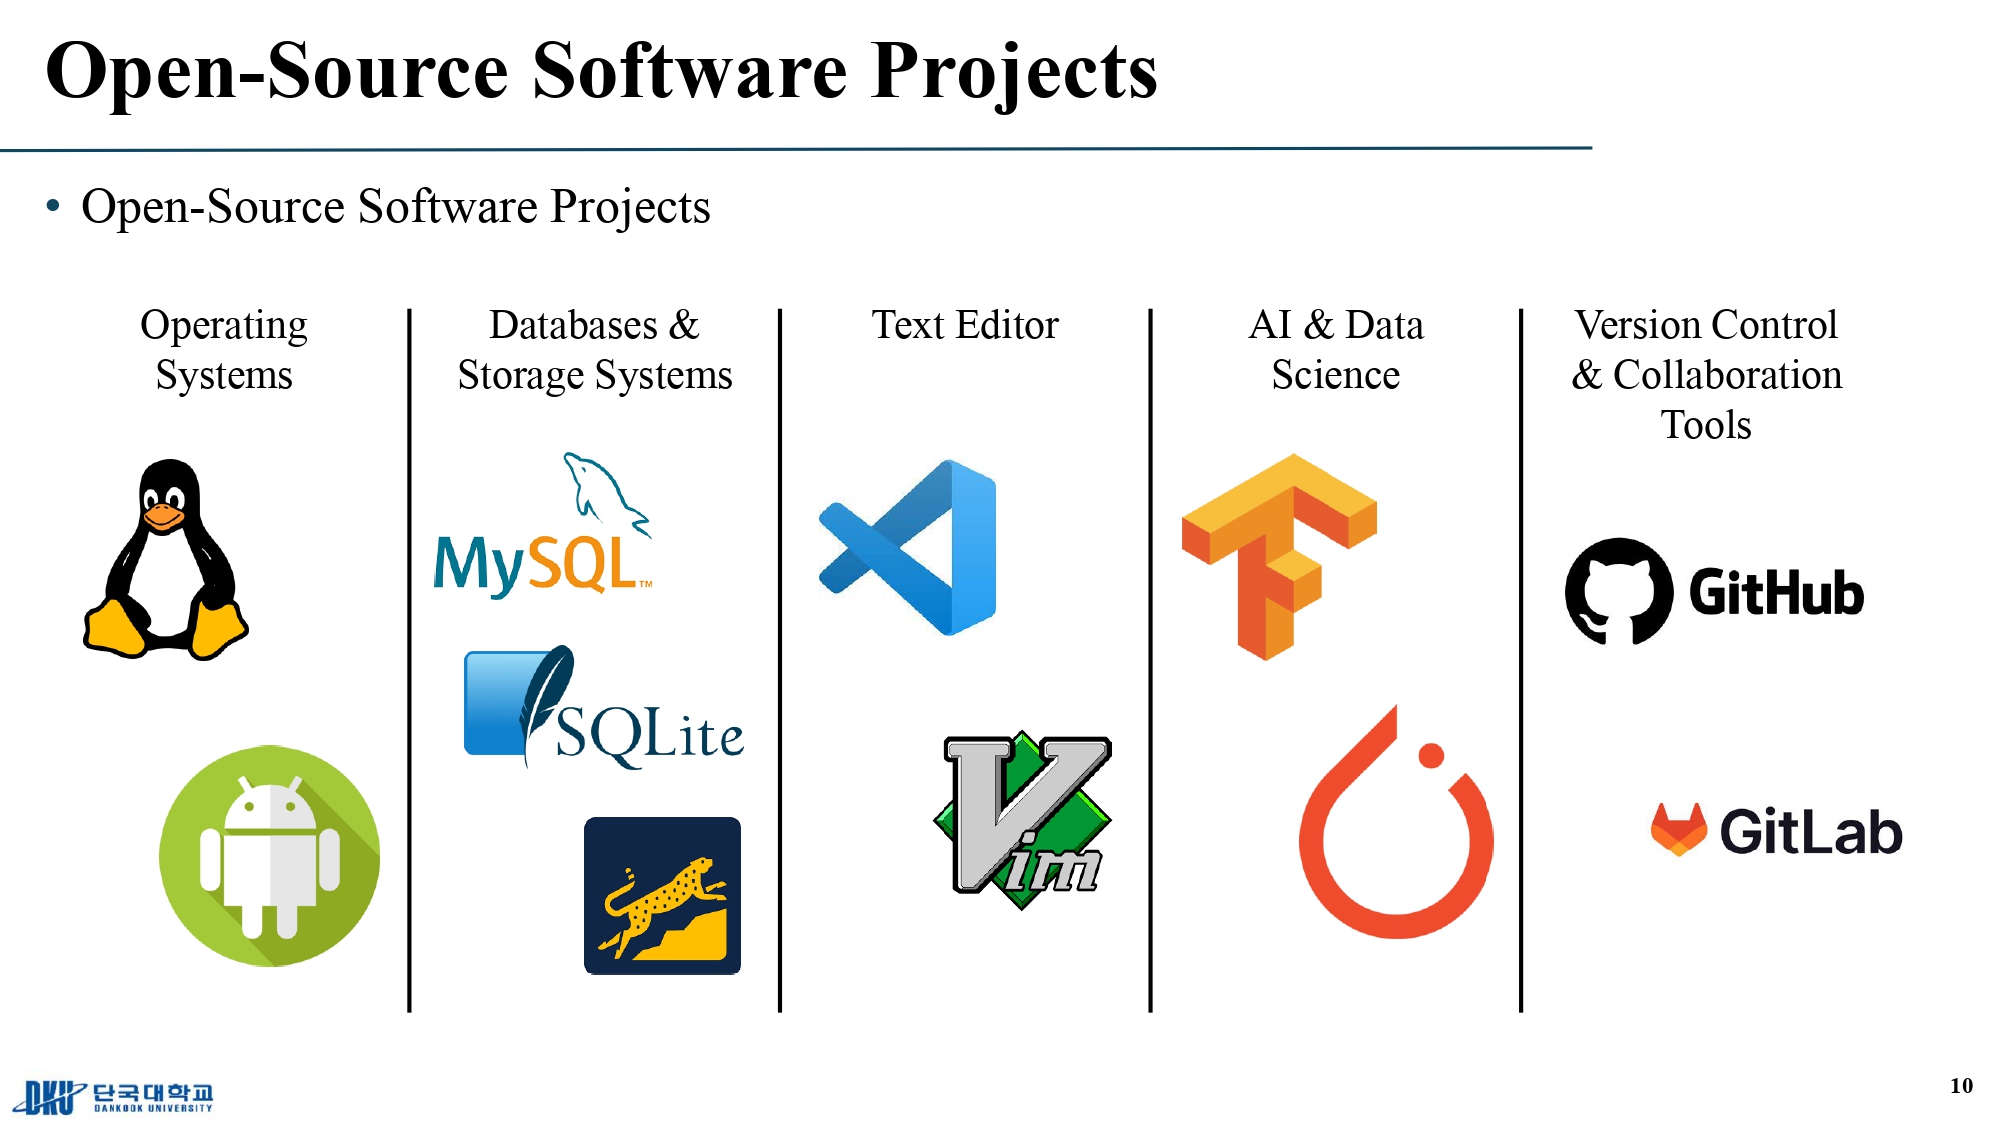 Open-Source Software Projects
• Open-Source Software Projects
Operating
Systems
Databases &
Storage Systems
Text Editor
AI & Data
Science
Version Control
& Collaboration
Tools
MySQL™
SQLite
Vim
GitHub
GitLab
DKU 단국대학교
DANKOOK UNIVERSITY
10